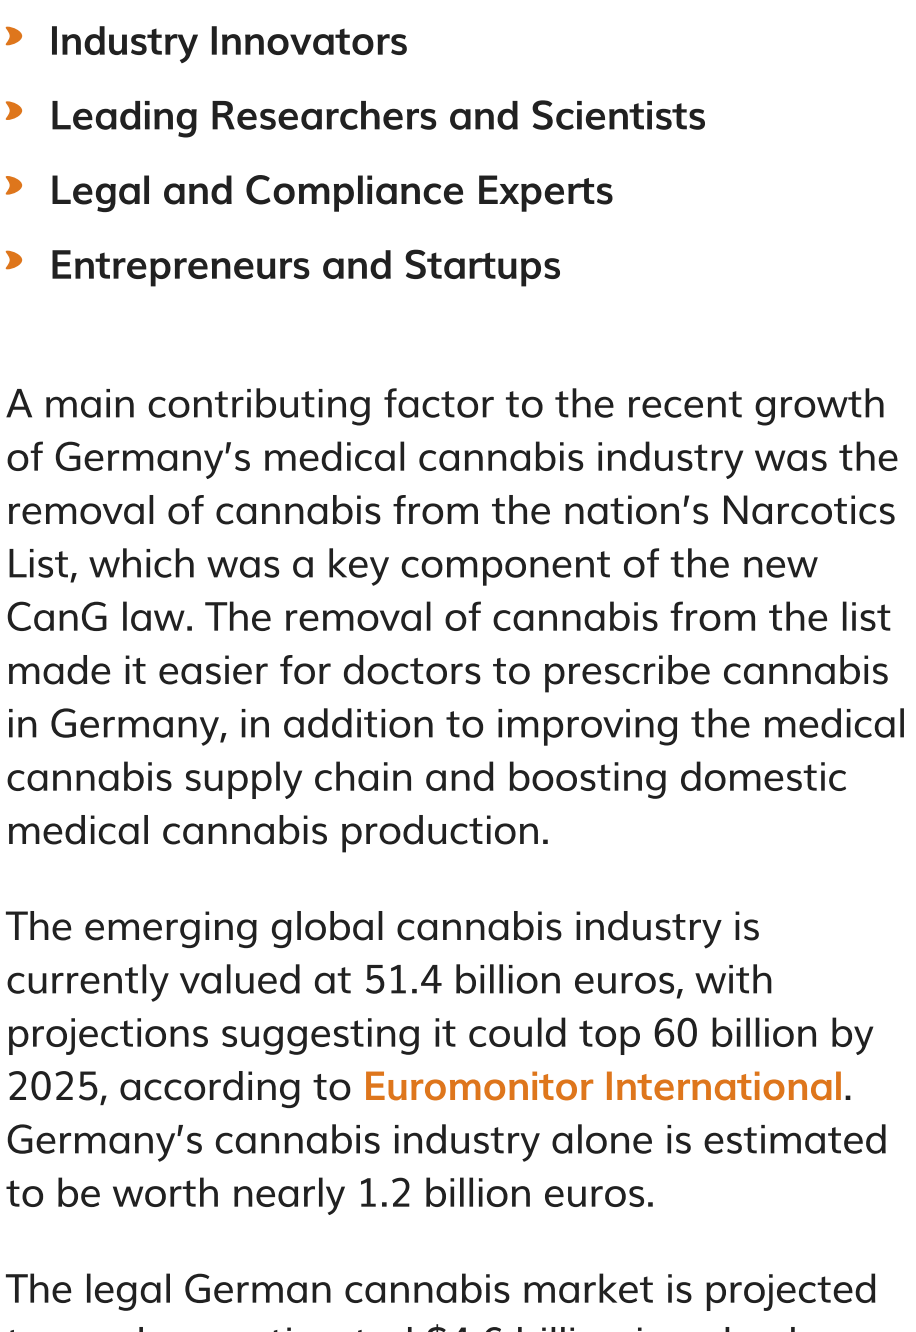 Industry Innovators
Leading Researchers and Scientists
Legal and Compliance Experts
Entrepreneurs and Startups
A main contributing factor to the recent growth
of Germany’s medical cannabis industry was the
removal of cannabis from the nation’s Narcotics
List, which was a key component of the new
CanG law. The removal of cannabis from the list
made it easier for doctors to prescribe cannabis
in Germany, in addition to improving the medical
cannabis supply chain and boosting domestic
medical cannabis production.
The emerging global cannabis industry is
currently valued at 51.4 billion euros, with
projections suggesting it could top 60 billion by
2025, according to Euromonitor International.
Germany’s cannabis industry alone is estimated
to be worth nearly 1.2 billion euros.
The legal German cannabis market is projected